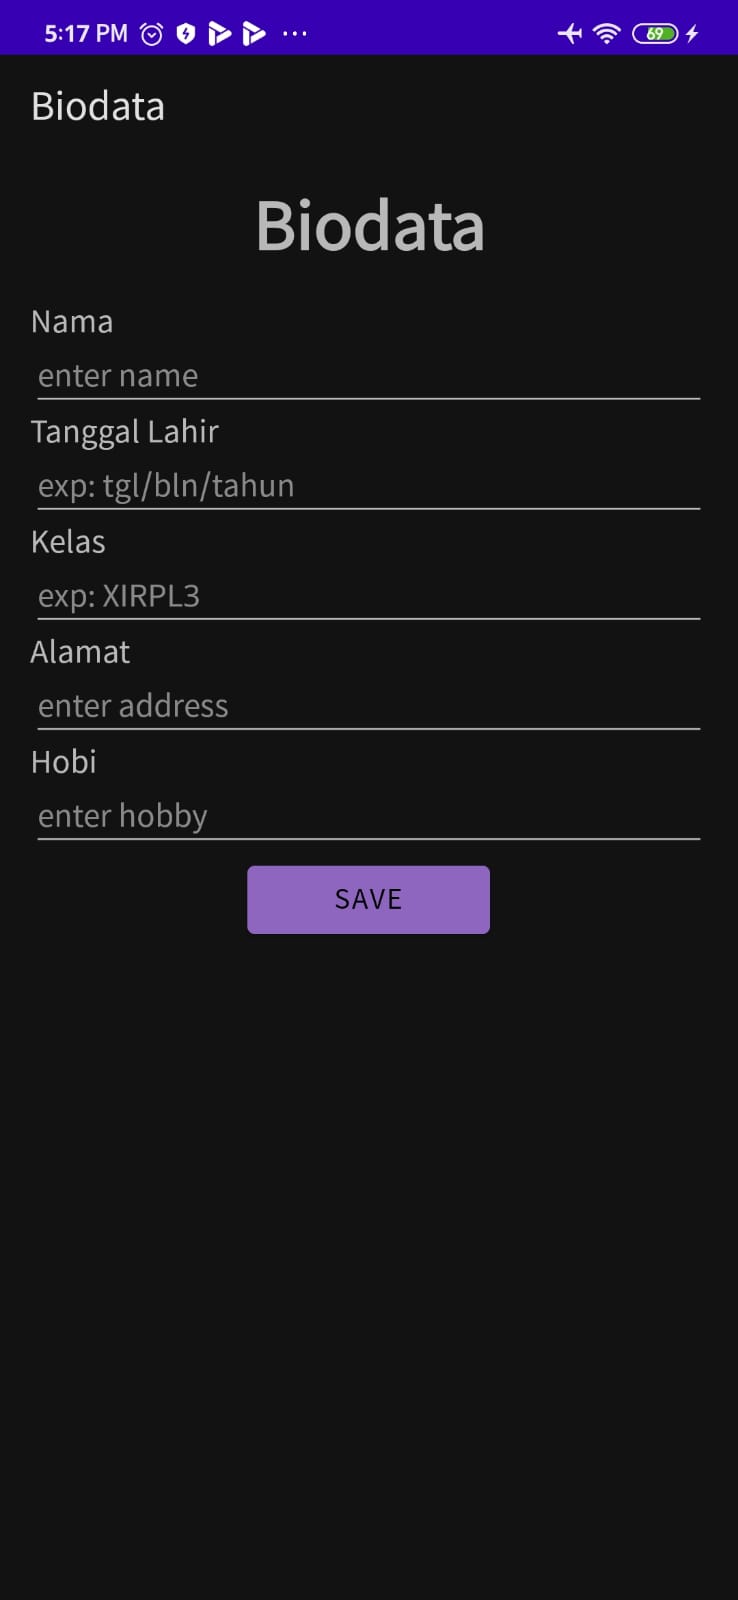 5:17 PM
69
Biodata
Biodata
Nama
enter name
Tanggal Lahir
exp: tgl/bln/tahun
Kelas
exp: XIRPL3
Alamat
enter address
Hobi
enter hobby
SAVE